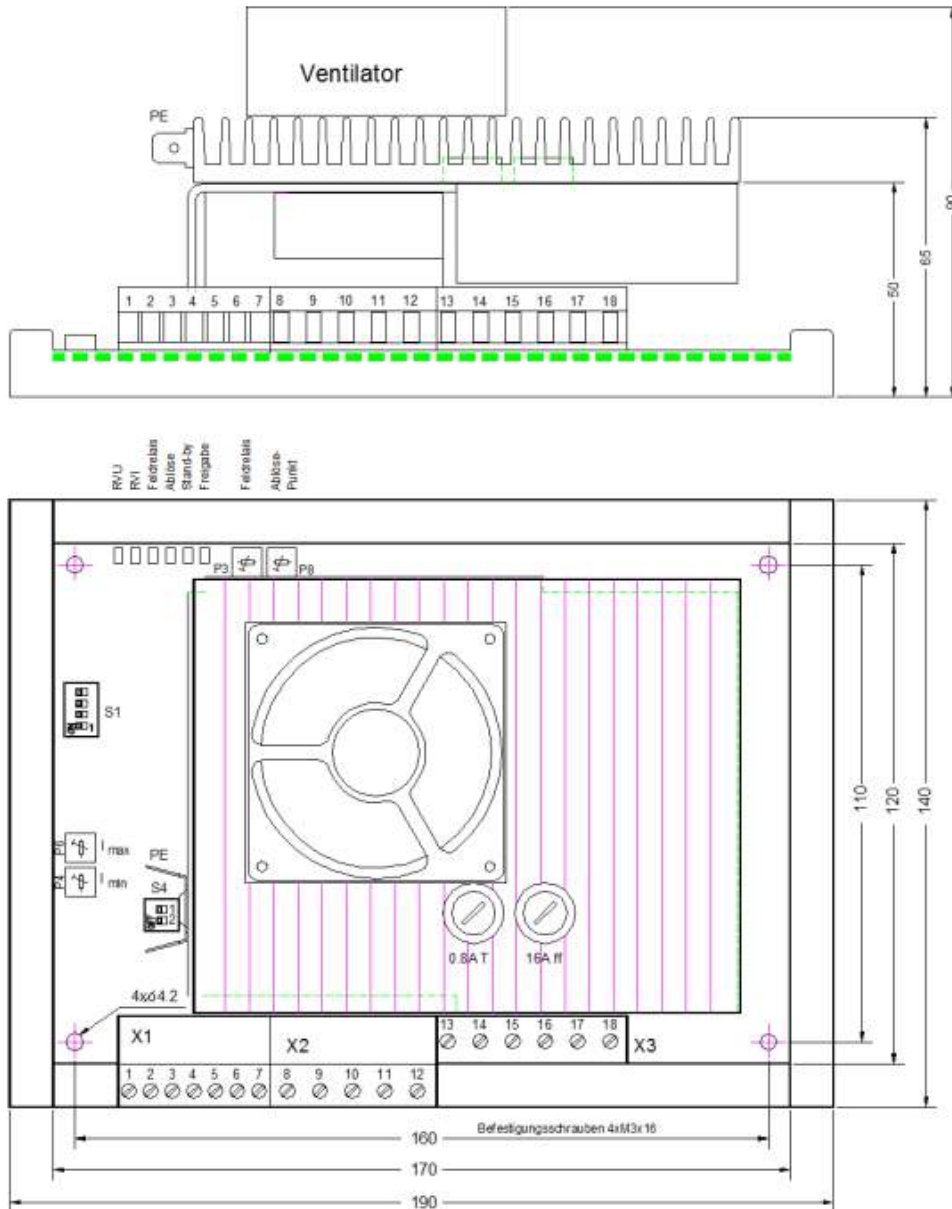 Ventilator
PE
1 2 3 4 5 6 7 8 9 10 11 12 13 14 15 16 17 18
50
65
90
RVU
RVI
Feldrelais
Ablöse
Stand-by
Freigabe
Feldrelais
Ablöse-
Punkt
P3
P8
S1
1
P6
I max
P4
I min
PE
S4
1
2
0.8A T
16A ff
4xó4.2
X1
X2
X3
13 14 15 16 17 18
1 2 3 4 5 6 7 8 9 10 11 12
110
120
140
Befestigungsschrauben 4xM3x16
160
170
190